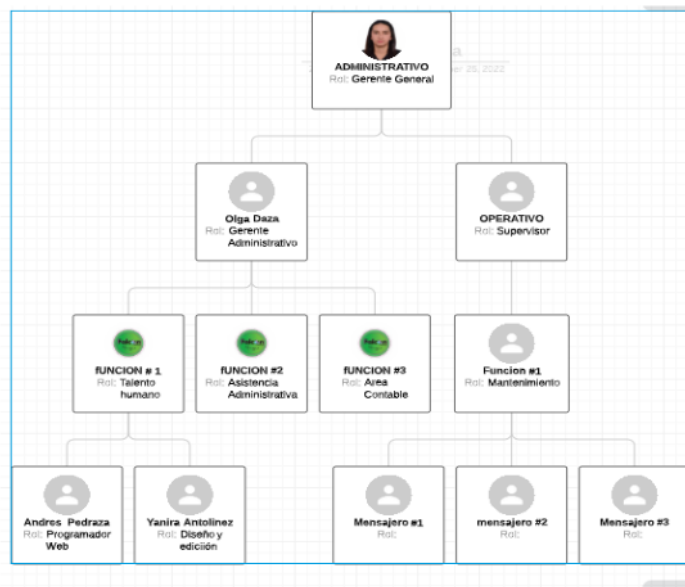 ADMINISTRATIVO
Rol: Gerente General
25, 2022
Olga Daza
Rol: Gerente
Administrativo
OPERATIVO
Rol: Supervisor
fUNCION # 1
Rol: Talento
humano
fUNCION #2
Rol: Asistencia
Administrativa
fUNCION #3
Rol: Area
Contable
Funcion #1
Rol: Mantenimiento
Andres Pedraza
Rol: Programador
Web
Yanira Antolinez
Rol: Diseño y
edición
Mensajero #1
Rol:
mensajero #2
Rol:
Mensajero #3
Rol: